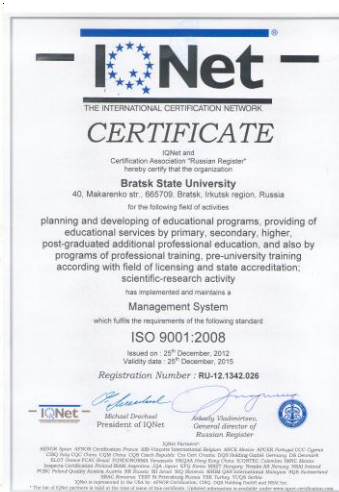 IQNet
®
THE INTERNATIONAL CERTIFICATION NETWORK
CERTIFICATE
IQNet and
Certification Association "Russian Register"
hereby certify that the organization
Bratsk State University
40, Makarenko str., 665709, Bratsk, Irkutsk region, Russia
for the following field of activities
planning and developing of educational programs, providing of
educational services by primary, secondary, higher,
post-graduated additional professional education, and also by
programs of professional training, pre-university training
according with field of licensing and state accreditation;
scientific-research activity
has implemented and maintains a
Management System
which fulfils the requirements of the following standard
ISO 9001:2008
Issued on : 25th December, 2012
Validity date : 25th December, 2015
Registration Number : RU-12.1342.026
IQNet
Michael Drechsel
President of IQNet
Arkady Vladimirtsev,
General director of
Russian Register
IQNet Partners*: